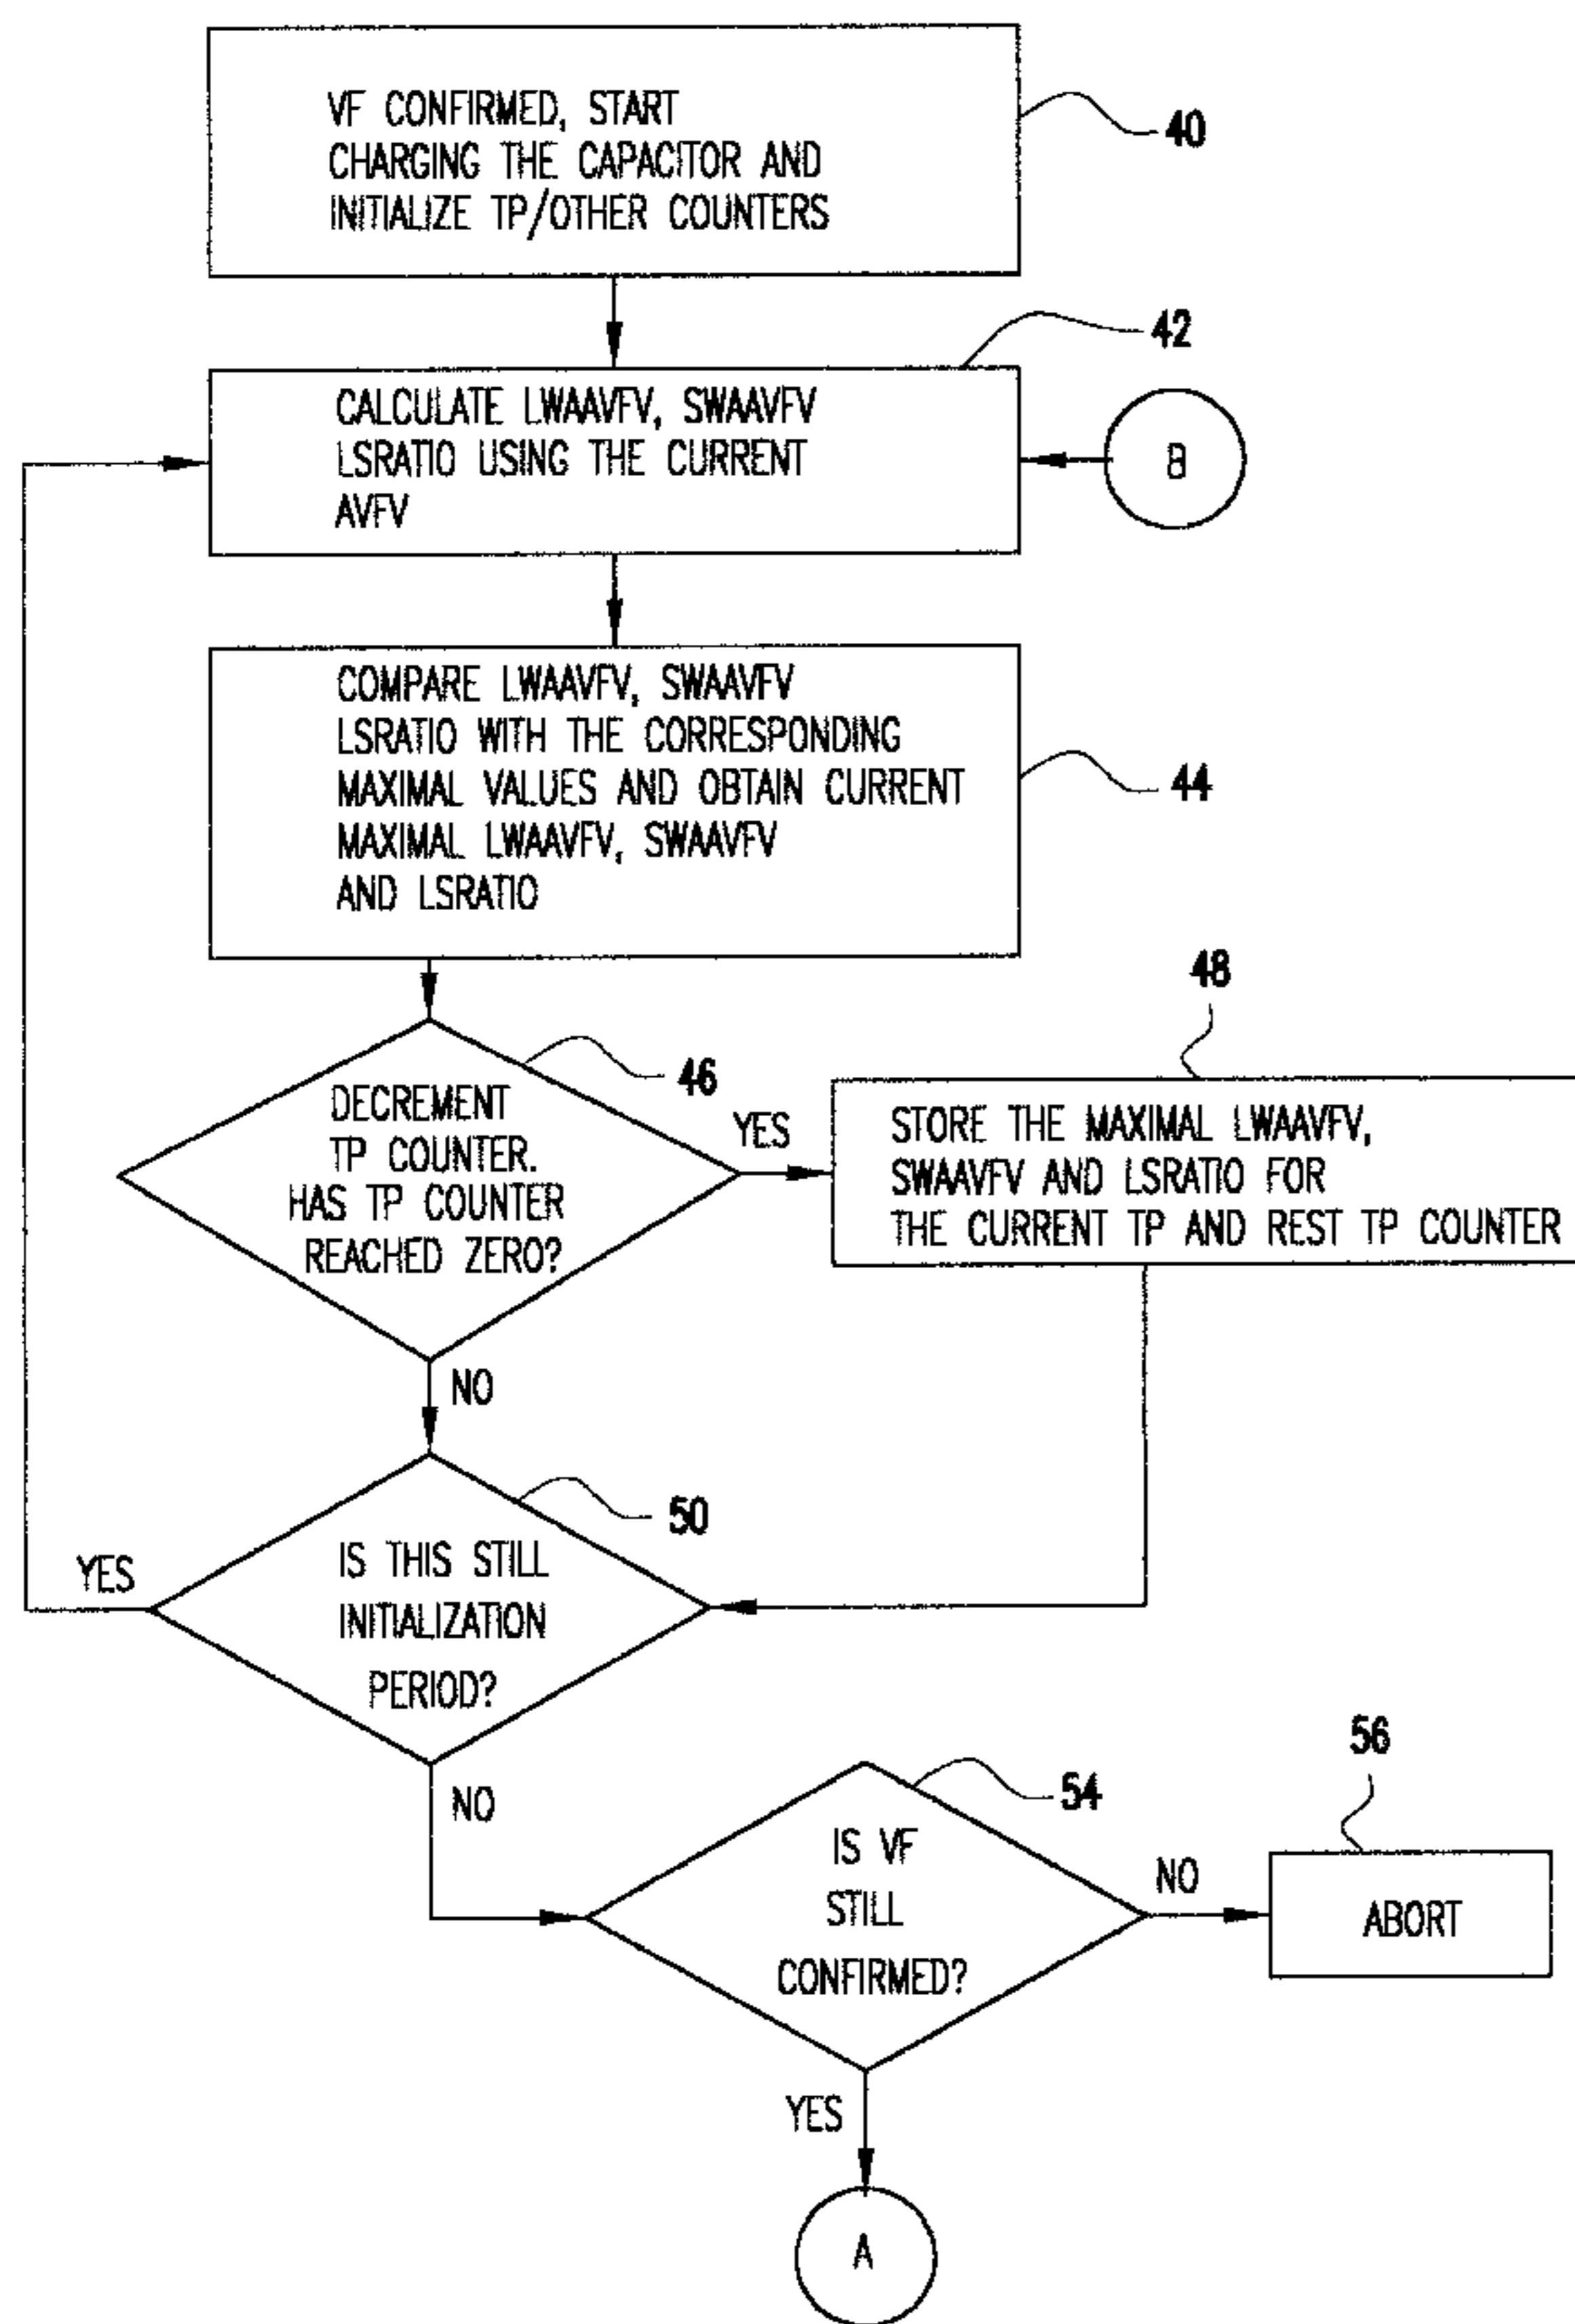 VF CONFIRMED, START
CHARGING THE CAPACITOR AND
INITIALIZE TP/OTHER COUNTERS
40
42
CALCULATE LWAAVFV, SWAAVFV
LSRATIO USING THE CURRENT
AVFV
B
COMPARE LWAAVFV, SWAAVFV
LSRATIO WITH THE CORRESPONDING
MAXIMAL VALUES AND OBTAIN CURRENT
MAXIMAL LWAAVFV, SWAAVFV
AND LSRATIO
44
46
DECREMENT
TP COUNTER.
HAS TP COUNTER
REACHED ZERO?
YES
48
STORE THE MAXIMAL LWAAVFV,
SWAAVFV AND LSRATIO FOR
THE CURRENT TP AND REST TP COUNTER
NO
50
IS THIS STILL
INITIALIZATION
PERIOD?
YES
NO
54
IS VF
STILL
CONFIRMED?
NO
56
ABORT
YES
A